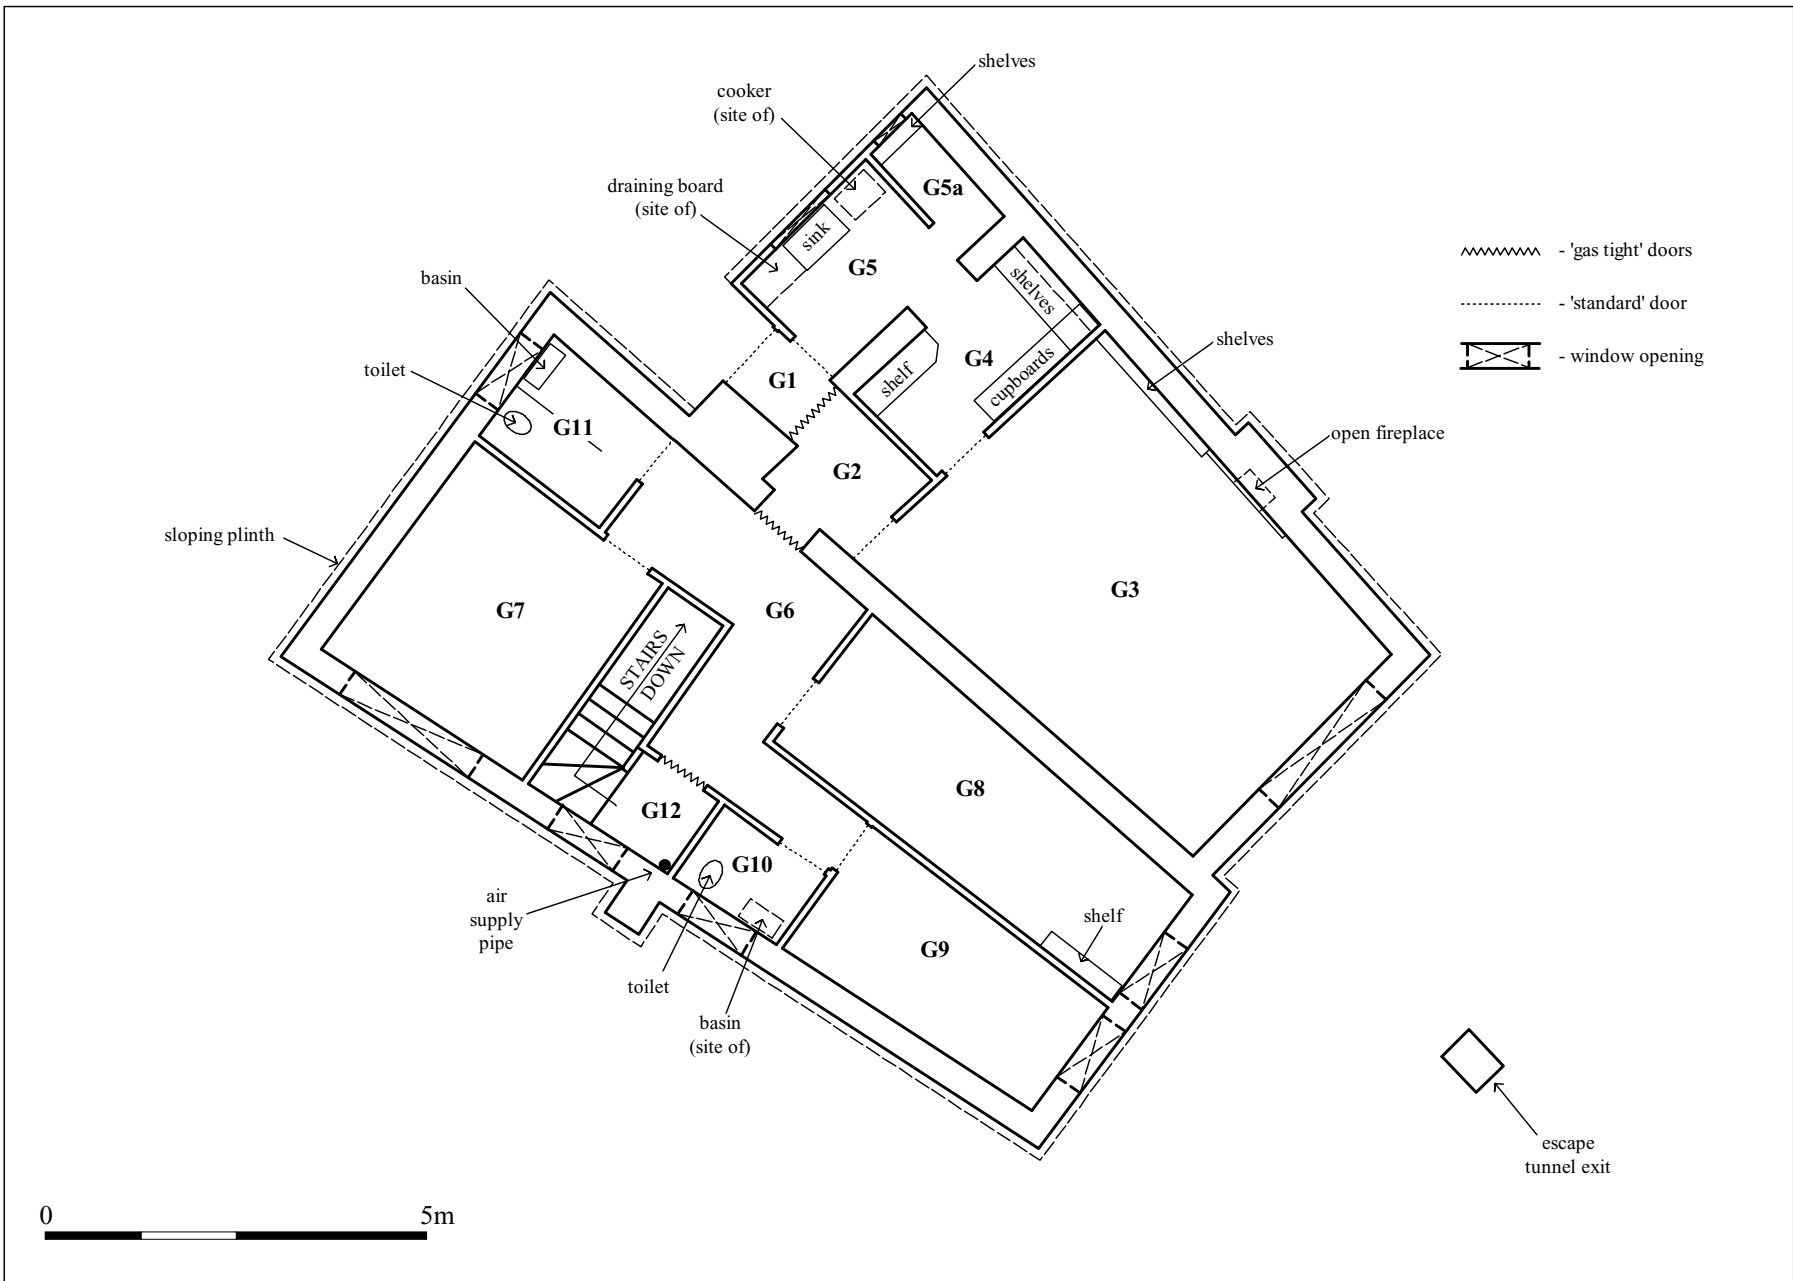 shelves
cooker
(site of)
draining board
(site of)
G5a
sink
G5
shelves
- 'gas tight' doors
- 'standard' door
- window opening
basin
toilet
G1
shelf
G4
cupboards
shelves
open fireplace
G11
G2
sloping plinth
G7
G6
G3
STAIRS
DOWN
G8
G12
G10
air
supply
pipe
toilet
basin
(site of)
G9
shelf
escape
tunnel exit
0
5m